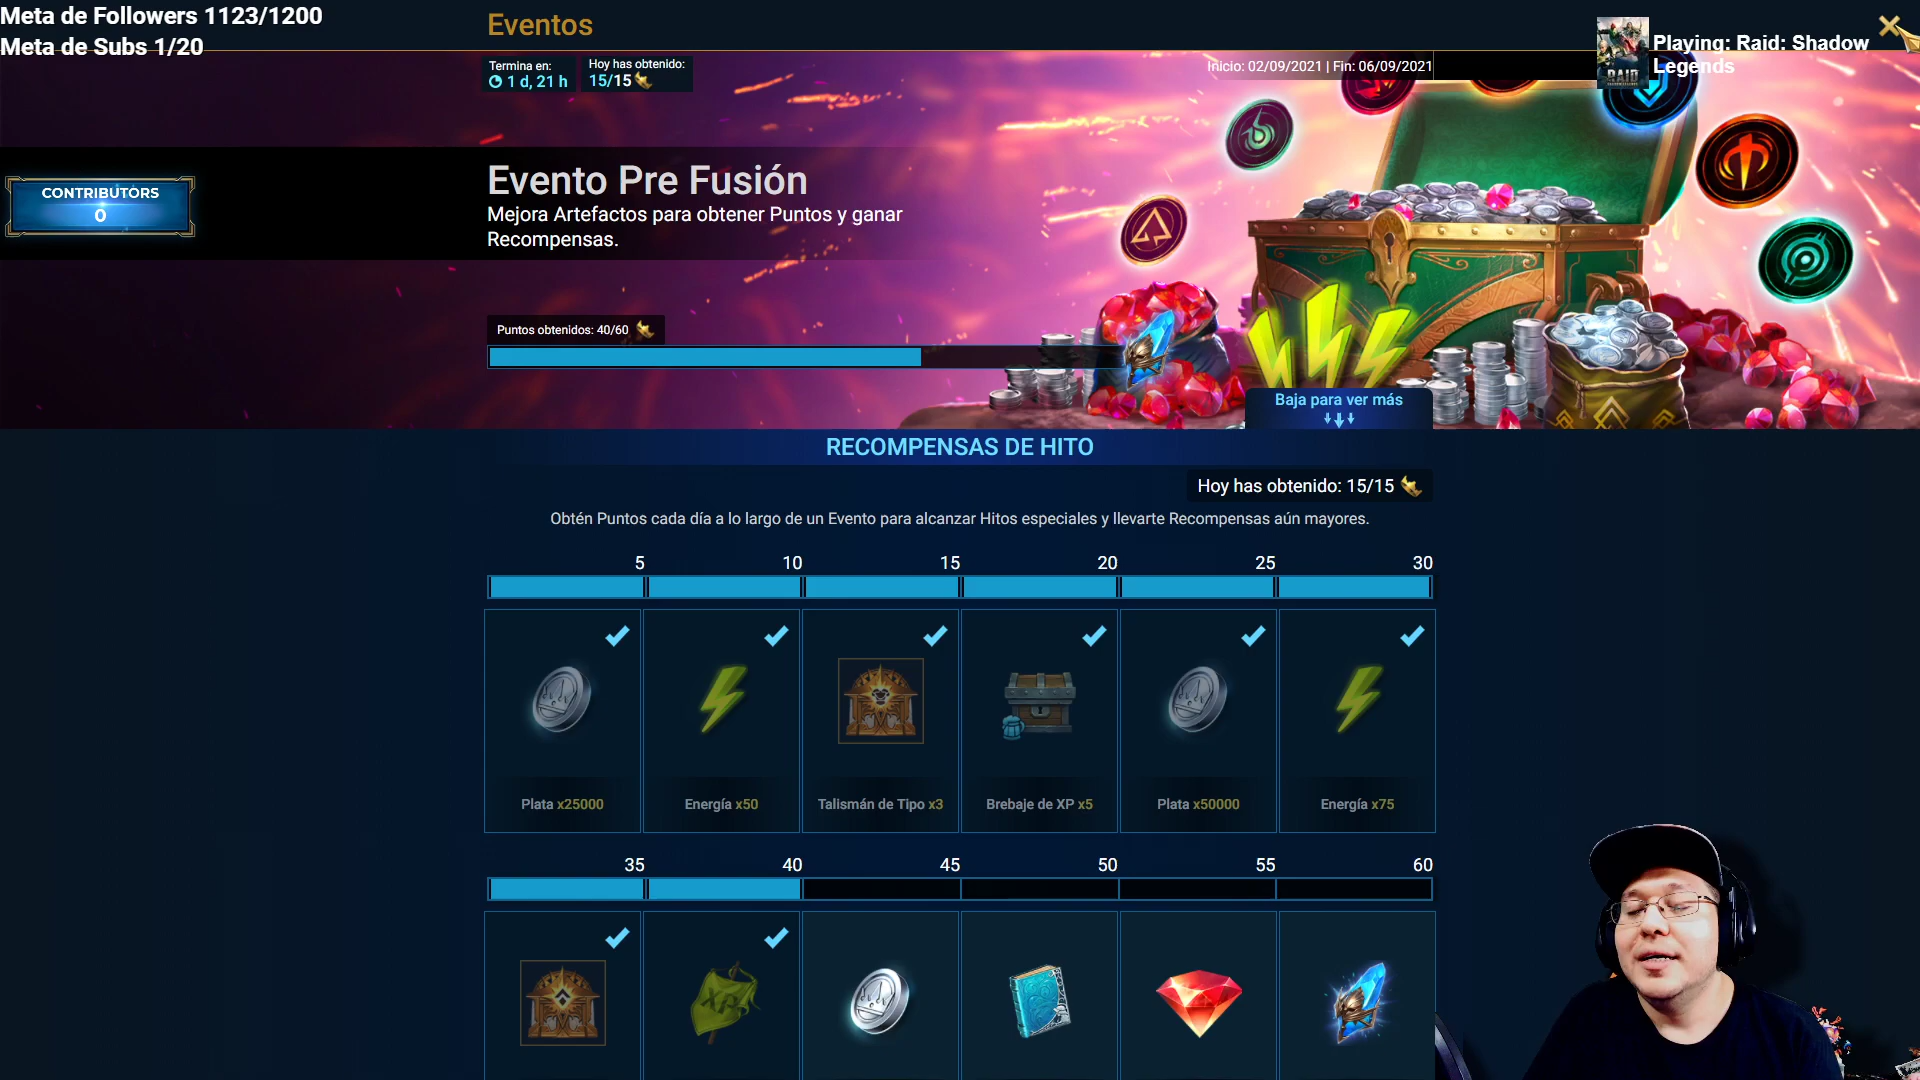 Meta de Followers 1123/1200
Meta de Subs 1/20
Eventos
Playing: Raid: Shadow
Legends
RAID
Termina en:
1 d, 21 h
Hoy has obtenido:
15/15
Inicio: 02/09/2021 | Fin: 06/09/2021
CONTRIBUTORS
0
Evento Pre Fusión
Mejora Artefactos para obtener Puntos y ganar
Recompensas.
Puntos obtenidos: 40/60
Baja para ver más
RECOMPENSAS DE HITO
Hoy has obtenido: 15/15
Obtén Puntos cada día a lo largo de un Evento para alcanzar Hitos especiales y llevarte Recompensas aún mayores.
5 10 15 20 25 30
Plata x25000 Energía x50 Talismán de Tipo x3 Brebaje de XP x5 Plata x50000 Energía x75
35 40 45 50 55 60
XP